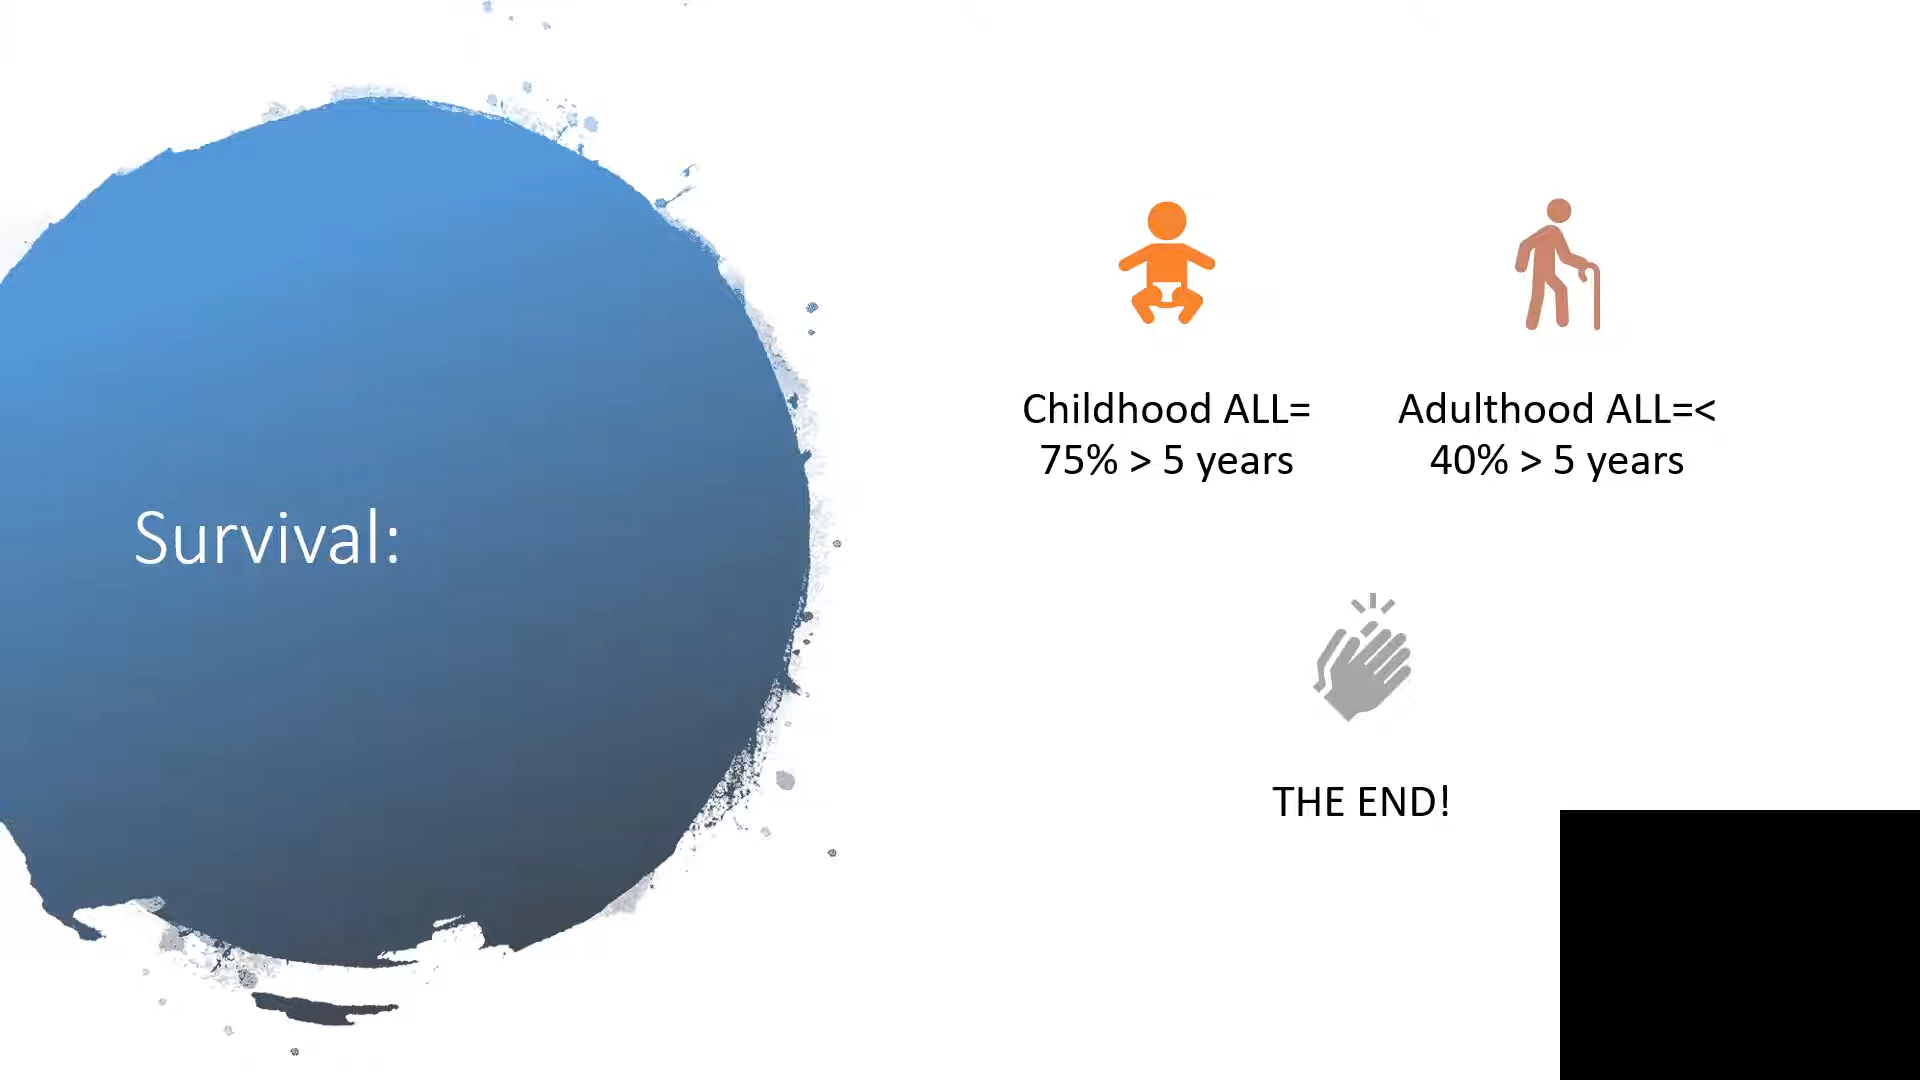 Survival:
Childhood ALL=
75% > 5 years
Adulthood ALL=<
40% > 5 years
THE END!